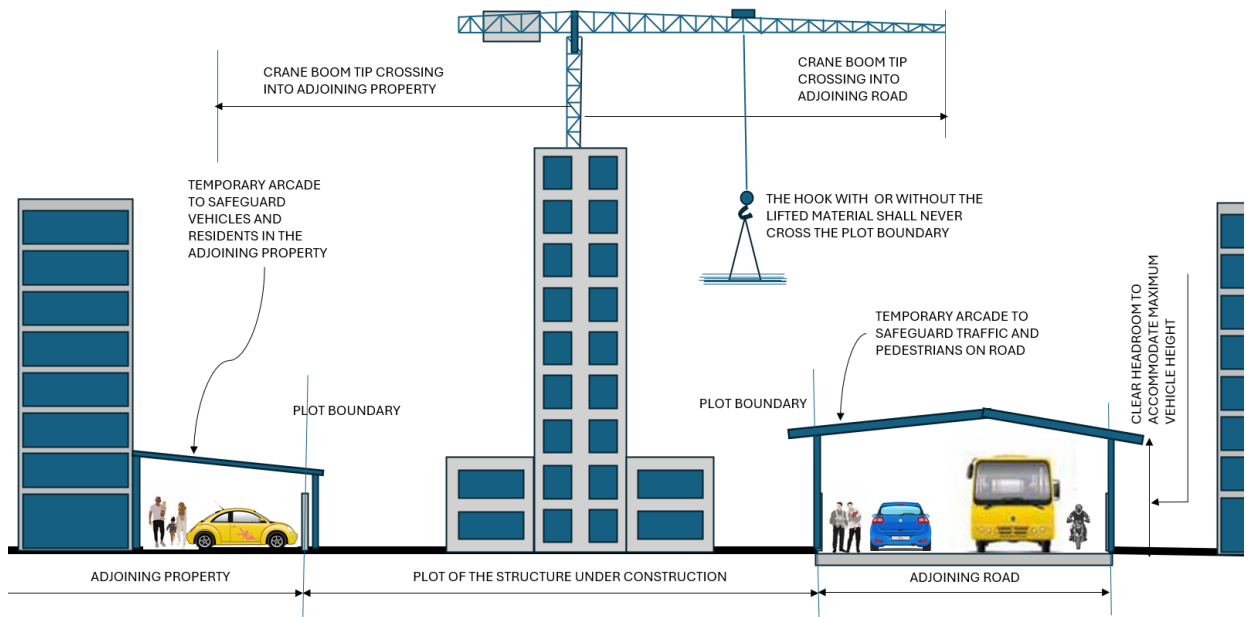 CRANE BOOM TIP CROSSING
INTO ADJOINING PROPERTY
CRANE BOOM TIP
CROSSING INTO
ADJOINING ROAD
TEMPORARY ARCADE
TO SAFEGUARD
VEHICLES AND
RESIDENTS IN THE
ADJOINING PROPERTY
THE HOOK WITH OR WITHOUT THE
LIFTED MATERIAL SHALL NEVER
CROSS THE PLOT BOUNDARY
TEMPORARY ARCADE TO
SAFEGUARD TRAFFIC AND
PEDESTRIANS ON ROAD
CLEAR HEADROOM TO
ACCOMMODATE MAXIMUM
VEHICLE HEIGHT
PLOT BOUNDARY
PLOT BOUNDARY
ADJOINING PROPERTY
PLOT OF THE STRUCTURE UNDER CONSTRUCTION
ADJOINING ROAD